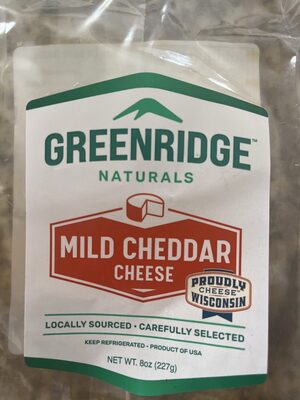 GREENRIDGE™
NATURALS
MILD CHEDDAR
CHEESE
PROUDLY
WISCONSIN
CHEESE
LOCALLY SOURCED • CAREFULLY SELECTED
KEEP REFRIGERATED • PRODUCT OF USA
NET WT. 8oz (227g)